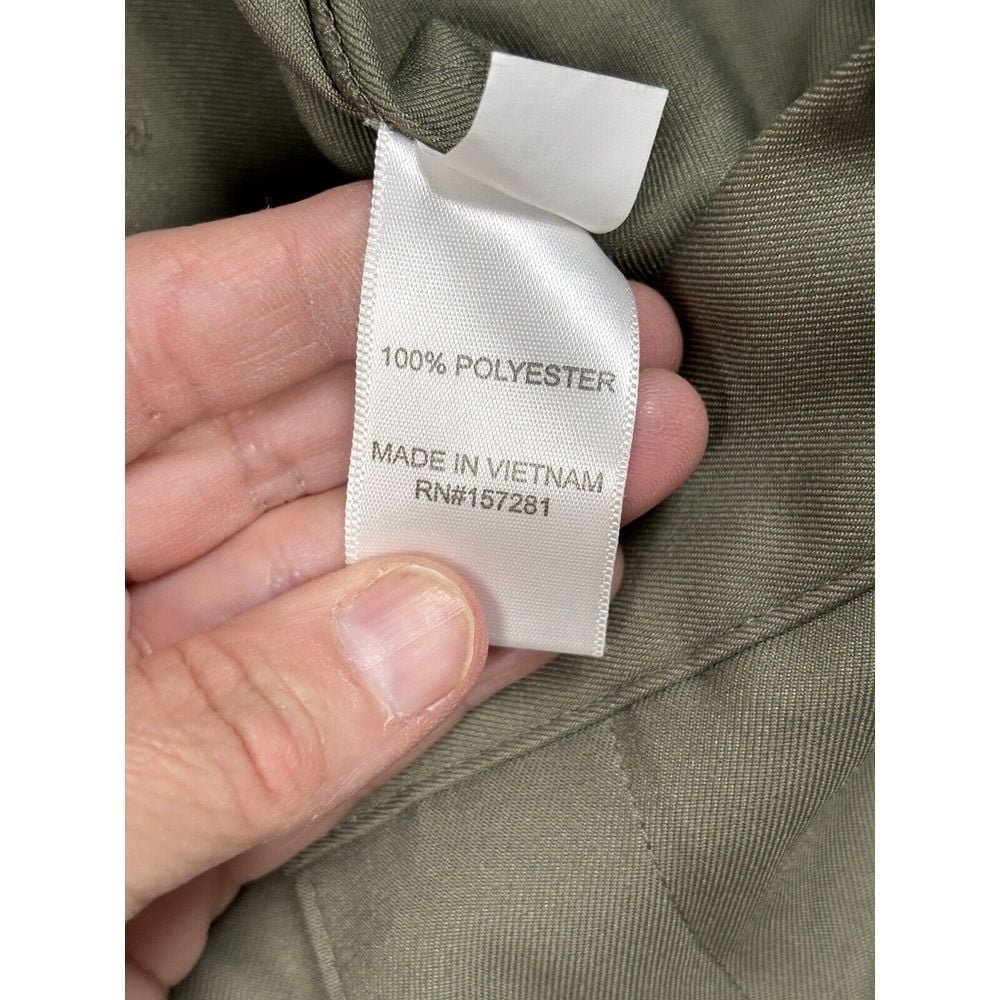 100% POLYESTER
MADE IN VIETNAM
RN#157281